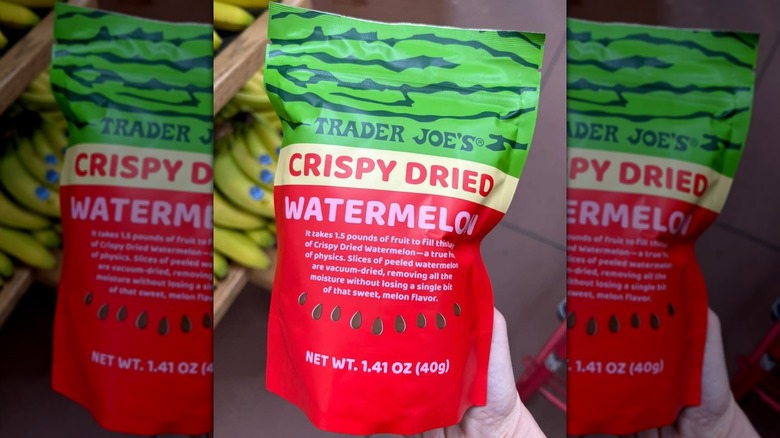 TRADER JOE'S®
CRISPY DRIED
WATERMELO
It takes 1.5 pounds of fruit to fill this
of Crispy Dried Watermelon—a true
of physics. Slices of peeled watermelon
are vacuum-dried, removing all the
moisture without losing a single bit
of that sweet, melon flavor.
NET WT. 1.41 OZ (40g)